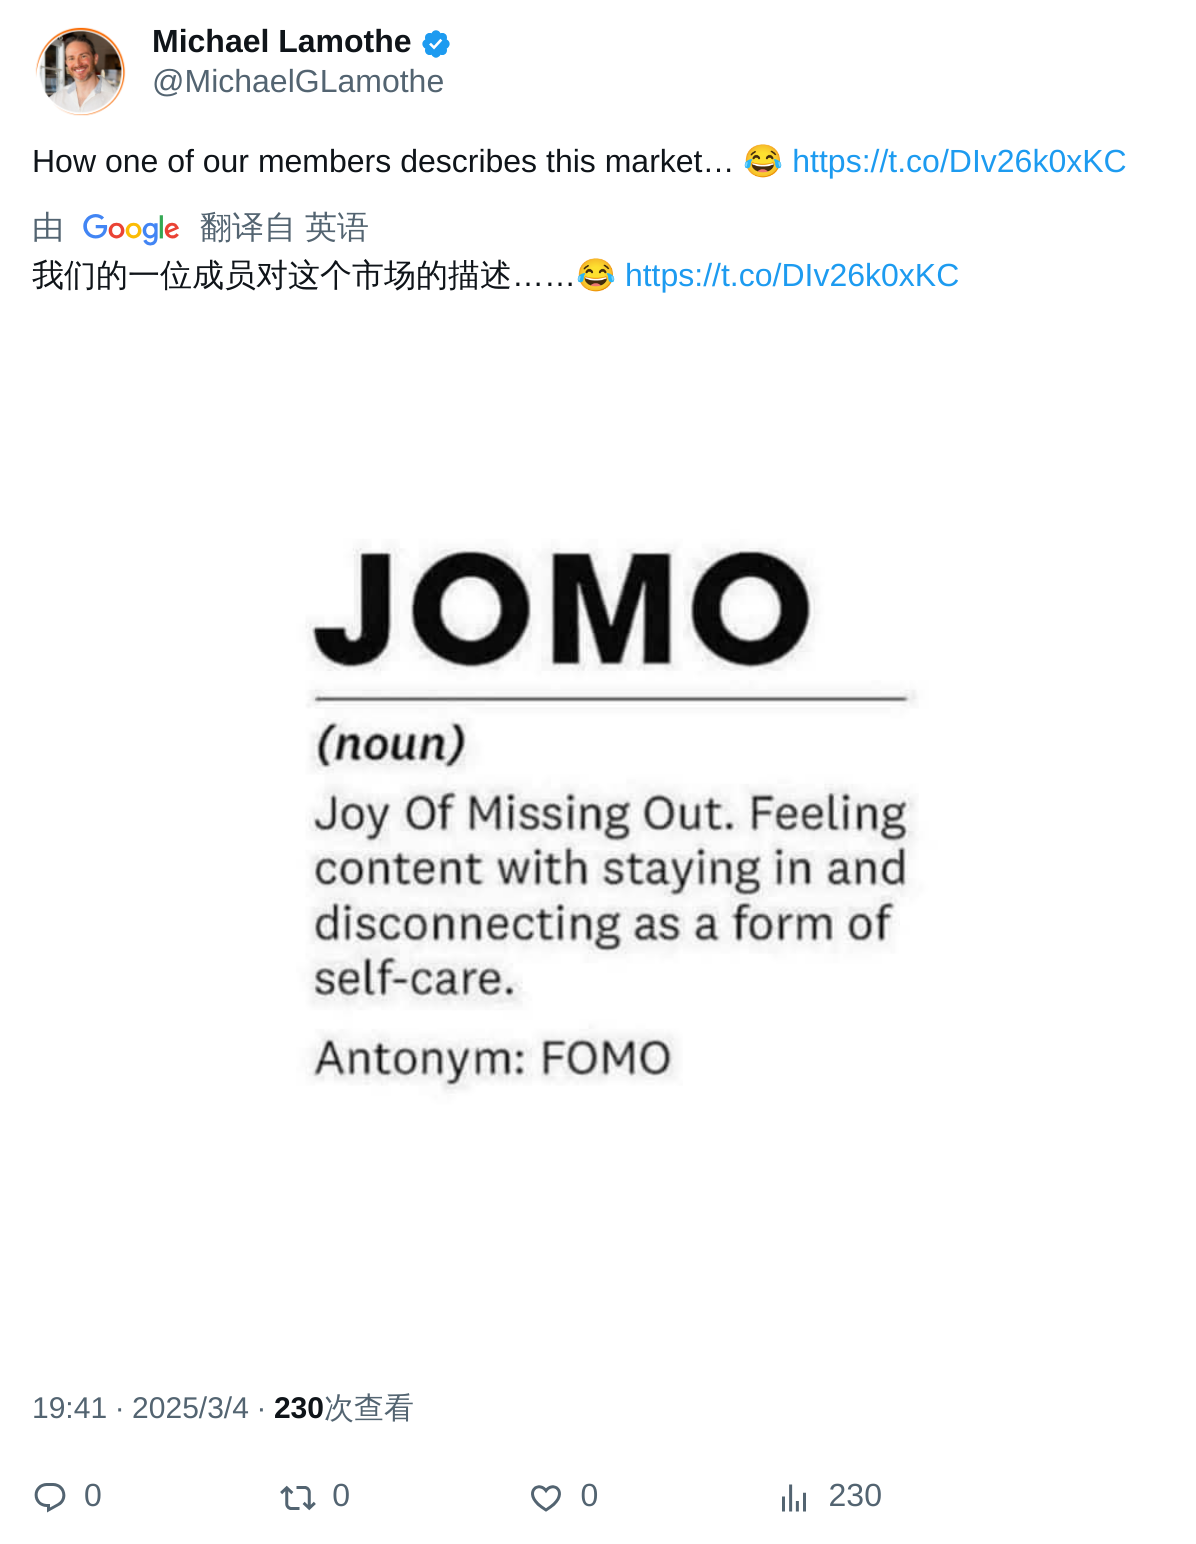 Michael Lamothe
@MichaelGLamothe
How one of our members describes this market… 😂 https://t.co/DIv26k0xKC
由 Google 翻译自 英语
我们的一位成员对这个市场的描述……😂 https://t.co/DIv26k0xKC
JOMO
(noun)
Joy Of Missing Out. Feeling
content with staying in and
disconnecting as a form of
self-care.
Antonym: FOMO
19:41 · 2025/3/4 · 230次查看
0 0 0 230